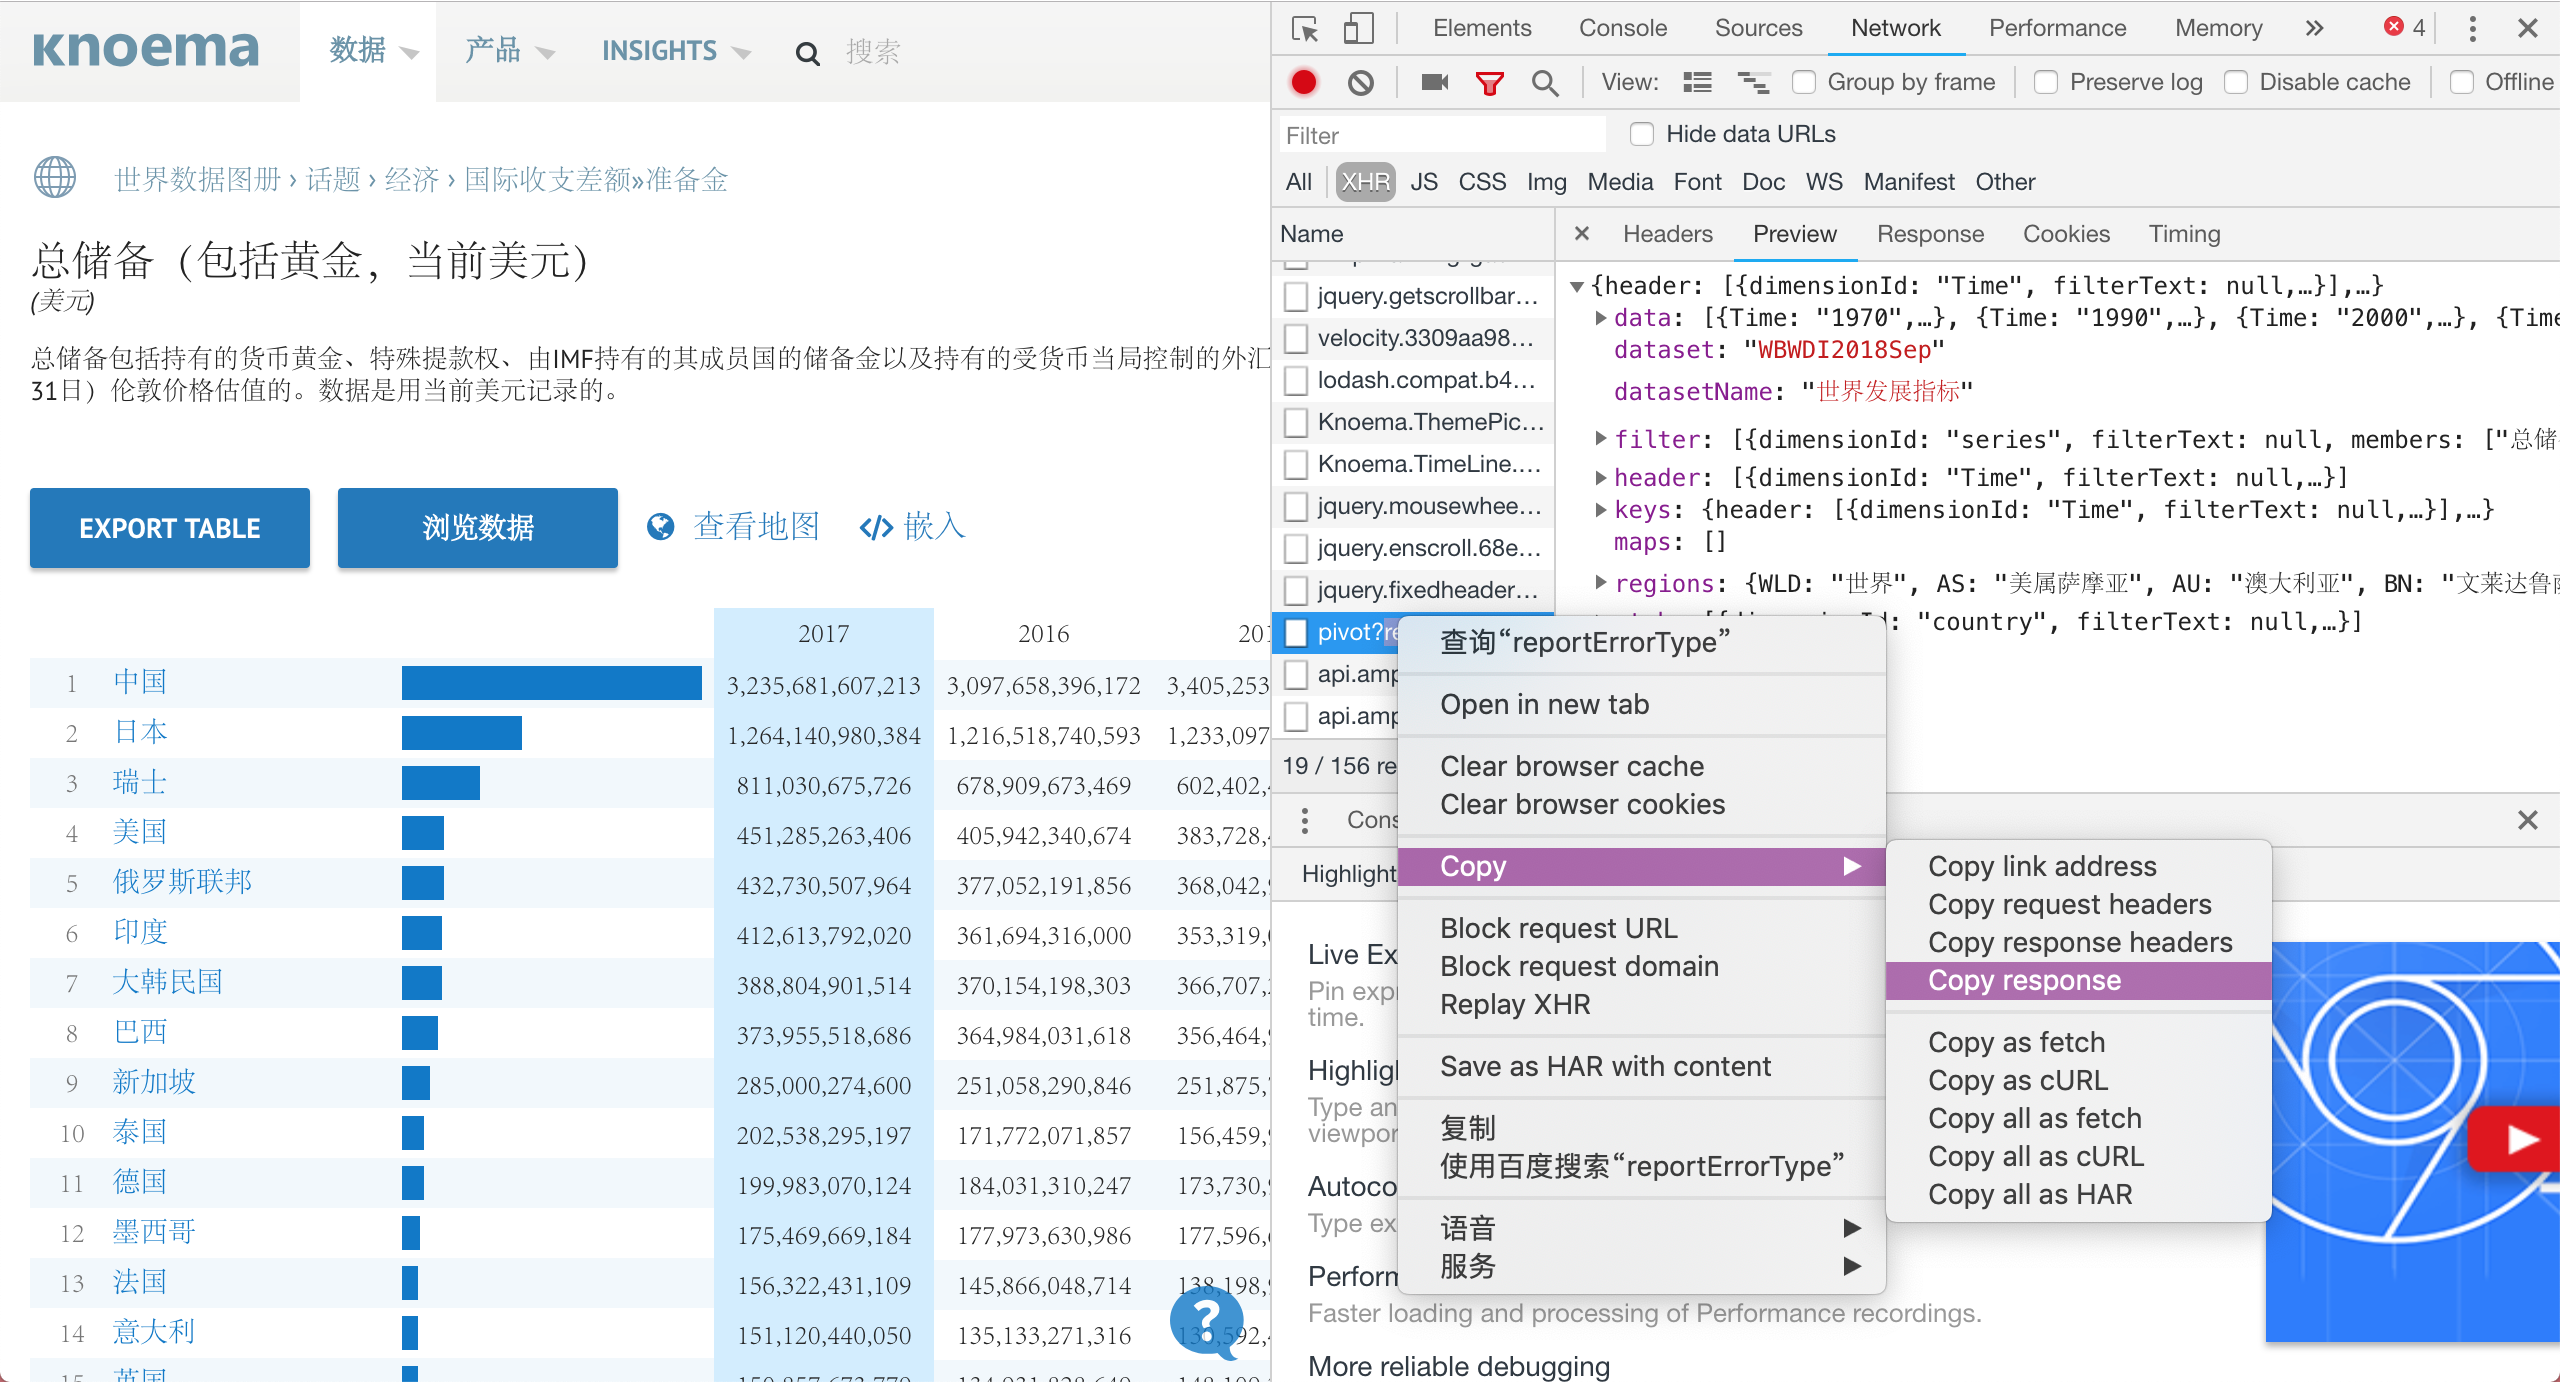 knoema
数据
产品
INSIGHTS
搜索
世界数据图册 › 话题 › 经济 › 国际收支差额»准备金
总储备（包括黄金，当前美元）
(美元)
总储备包括持有的货币黄金、特殊提款权、由IMF持有的其成员国的储备金以及持有的受货币当局控制的外汇
31日）伦敦价格估值的。数据是用当前美元记录的。
EXPORT TABLE
浏览数据
查看地图
</> 嵌入
2017 2016 201
1 中国 3,235,681,607,213 3,097,658,396,172 3,405,253
2 日本 1,264,140,980,384 1,216,518,740,593 1,233,097
3 瑞士 811,030,675,726 678,909,673,469 602,402,
4 美国 451,285,263,406 405,942,340,674 383,728,
5 俄罗斯联邦 432,730,507,964 377,052,191,856 368,042,
6 印度 412,613,792,020 361,694,316,000 353,319,
7 大韩民国 388,804,901,514 370,154,198,303 366,707,
8 巴西 373,955,518,686 364,984,031,618 356,464,
9 新加坡 285,000,274,600 251,058,290,846 251,875,
10 泰国 202,538,295,197 171,772,071,857 156,459,
11 德国 199,983,070,124 184,031,310,247 173,730,
12 墨西哥 175,469,669,184 177,973,630,986 177,596,
13 法国 156,322,431,109 145,866,048,714 138,198,
14 意大利 151,120,440,050 135,133,271,316
?
Elements Console Sources Network Performance Memory » 4
View: Group by frame Preserve log Disable cache Offline
Filter Hide data URLs
All XHR JS CSS Img Media Font Doc WS Manifest Other
Name
jquery.getscrollbar…
velocity.3309aa98…
lodash.compat.b4…
Knoema.ThemePic…
Knoema.TimeLine.…
jquery.mousewhee…
jquery.enscroll.68e…
jquery.fixedheader…
pivot?re
api.amp
api.amp
19 / 156 re
× Headers Preview Response Cookies Timing
{header: [{dimensionId: "Time", filterText: null,…}],…}
data: [{Time: "1970",…}, {Time: "1990",…}, {Time: "2000",…}, {Time
dataset: "WBWDI2018Sep"
datasetName: "世界发展指标"
filter: [{dimensionId: "series", filterText: null, members: ["总储
header: [{dimensionId: "Time", filterText: null,…}]
keys: {header: [{dimensionId: "Time", filterText: null,…}],…}
maps: []
regions: {WLD: "世界", AS: "美属萨摩亚", AU: "澳大利亚", BN: "文莱达鲁萨
: "country", filterText: null,…}]
查询“reportErrorType”
Open in new tab
Clear browser cache
Clear browser cookies
Copy
Block request URL
Block request domain
Replay XHR
Save as HAR with content
复制
使用百度搜索“reportErrorType”
语音
服务
Copy link address
Copy request headers
Copy response headers
Copy response
Copy as fetch
Copy as cURL
Copy all as fetch
Copy all as cURL
Copy all as HAR
Cons
Highlight
Live Ex
Pin expr
time.
Highlig
Type an
viewpor
Autoco
Type ex
Perforn
Faster loading and processing of Performance recordings.
More reliable debugging